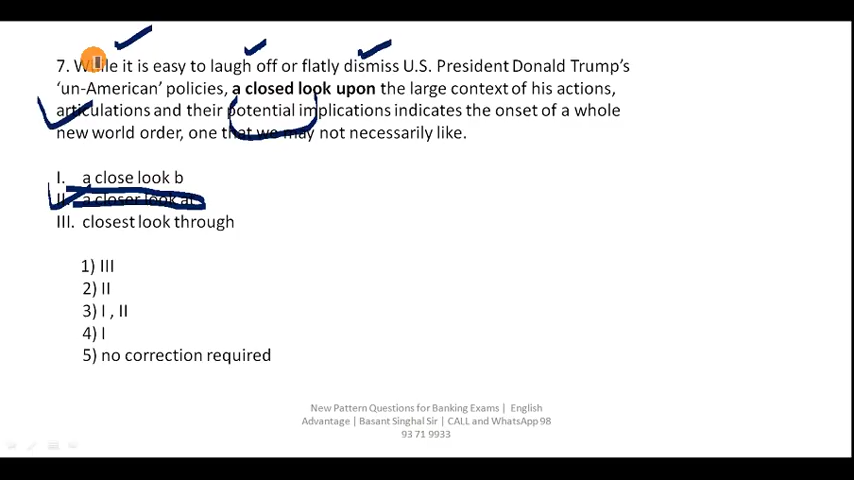 7. While it is easy to laugh off or flatly dismiss U.S. President Donald Trump's
'un-American' policies, a closed look upon the large context of his actions,
articulations and their potential implications indicates the onset of a whole
new world order, one that we may not necessarily like.
I. a close look b
II. a closer look at
III. closest look through
1) III
2) II
3) I , II
4) I
5) no correction required
New Pattern Questions for Banking Exams | English
Advantage | Basant Singhal Sir | CALL and WhatsApp 98
93 71 9933